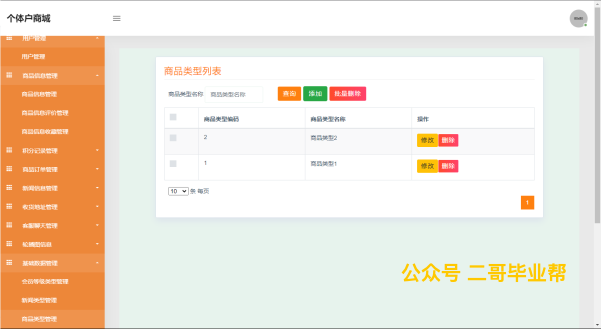 个体户商城
用户管理
用户管理
商品信息管理
商品信息管理
商品信息评价管理
商品信息收藏管理
积分记录管理
商品订单管理
新闻信息管理
收货地址管理
客服聊天管理
轮播图信息
基础数据管理
会员等级类型管理
新闻类型管理
商品类型管理
商品类型列表
商品类型名称 商品类型名称 查询 添加 批量删除
商品类型编码 商品类型名称 操作
2 商品类型2 修改 删除
1 商品类型1 修改 删除
10 条 每页
1
公众号 二哥毕业帮